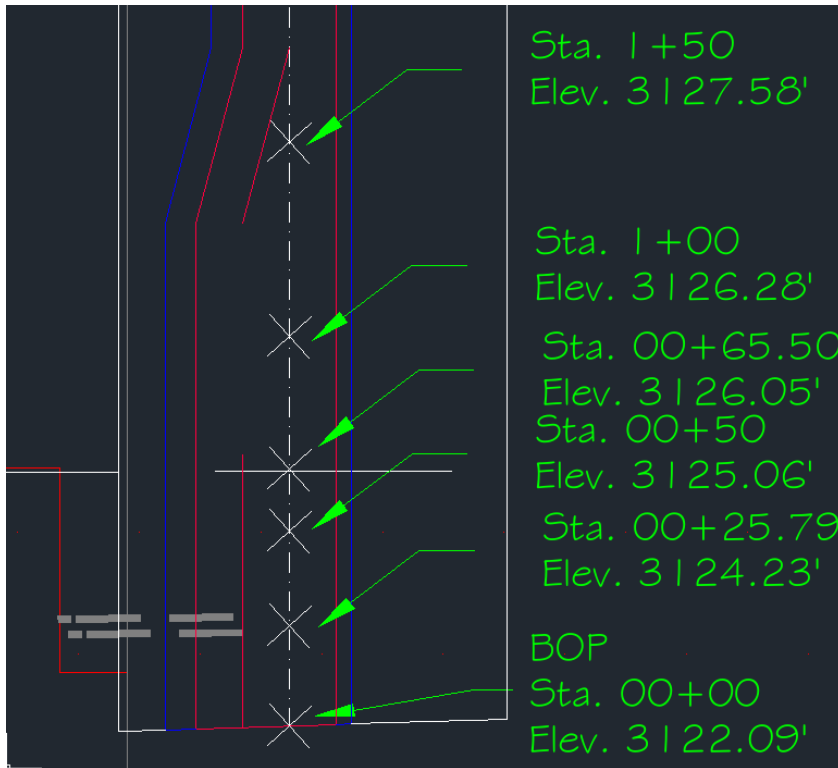 Sta. 1+50
Elev. 3127.58'
Sta. 1+00
Elev. 3126.28'
Sta. 00+65.50
Elev. 3126.05'
Sta. 00+50
Elev. 3125.06'
Sta. 00+25.79
Elev. 3124.23'
BOP
Sta. 00+00
Elev. 3122.09'